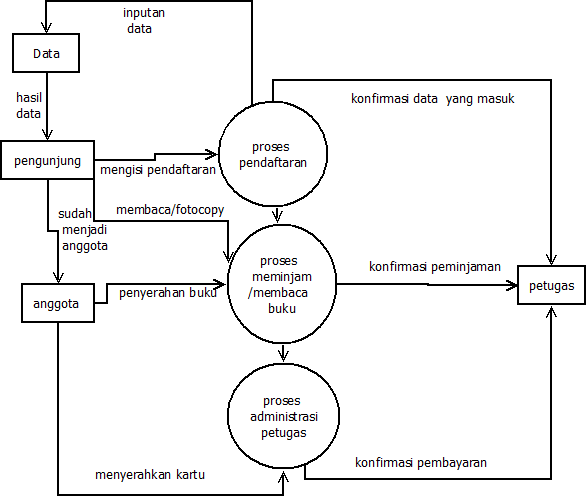 inputan
data
Data
hasil
data
konfirmasi data  yang masuk
proses
pendaftaran
pengunjung
mengisi pendaftaran
membaca/fotocopy
sudah
menjadi
anggota
proses
meminjam
/membaca
buku
konfirmasi peminjaman
petugas
anggota
penyerahan buku
proses
administrasi
petugas
menyerahkan kartu
konfirmasi pembayaran